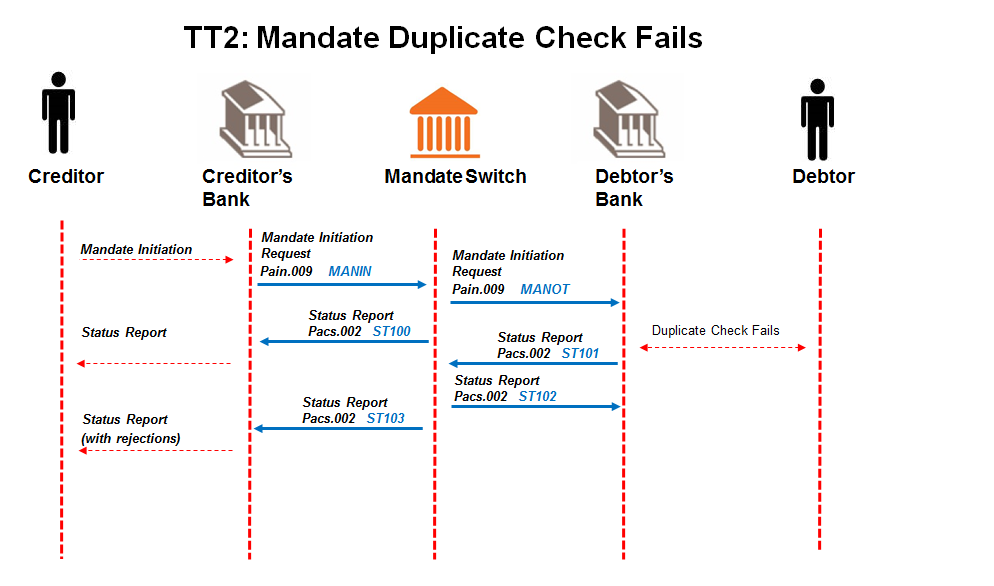 TT2: Mandate Duplicate Check Fails
Creditor
Creditor's
Bank
Mandate Switch
Debtor's
Bank
Debtor
Mandate Initiation
Mandate Initiation
Request
Pain.009 MANIN
Mandate Initiation
Request
Pain.009 MANOT
Status Report
Pacs.002 ST100
Status Report
Duplicate Check Fails
Status Report
Pacs.002 ST101
Status Report
Pacs.002 ST102
Status Report
Pacs.002 ST103
Status Report
(with rejections)